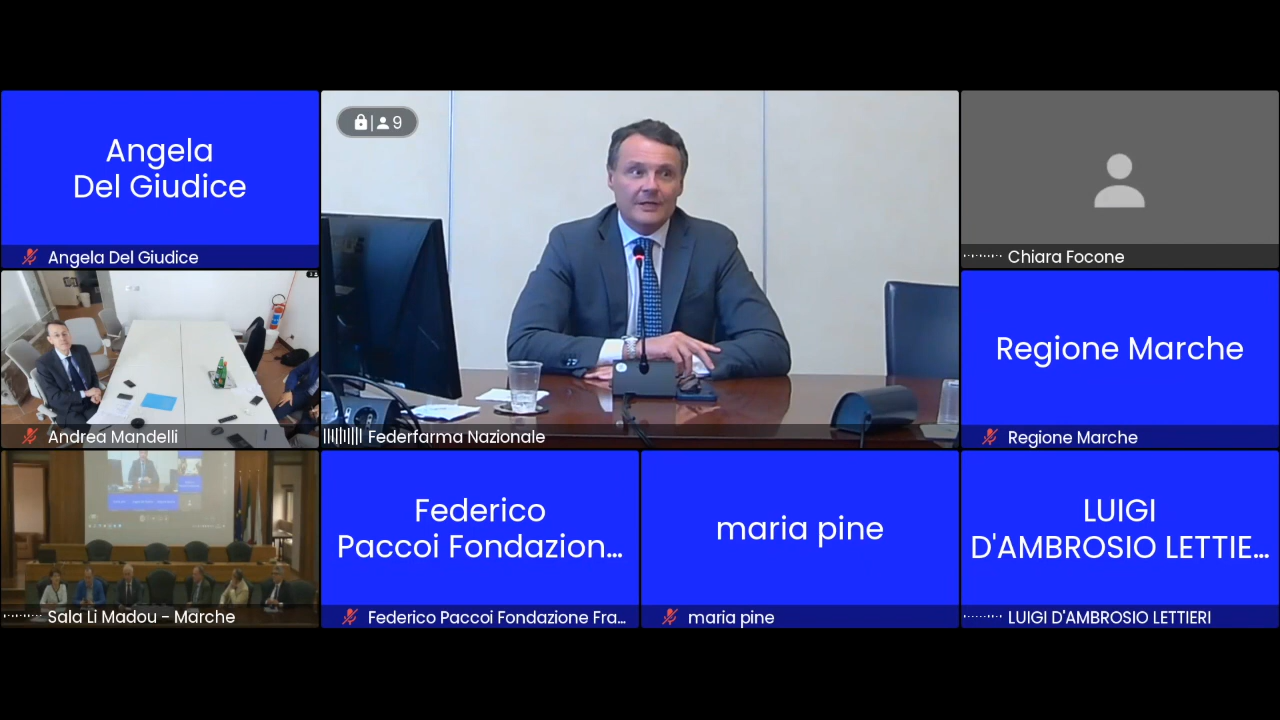 Angela
Del Giudice
Angela Del Giudice
9
Chiara Focone
Andrea Mandelli
Federfarma Nazionale
Regione Marche
Regione Marche
Sala Li Madou - Marche
Federico
Paccoi Fondazion...
Federico Paccoi Fondazione Fra...
maria pine
maria pine
LUIGI
D'AMBROSIO LETTIE...
LUIGI D'AMBROSIO LETTIERI